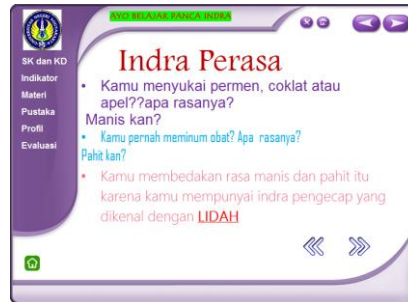 AYO BELAJAR PANCA INDRA
SK dan KD
Indikator
Materi
Pustaka
Profil
Evaluasi
Indra Perasa
• Kamu menyukai permen, coklat atau
apel??apa rasanya?
Manis kan?
• Kamu pernah meminum obat? Apa rasanya?
Pahit kan?
• Kamu membedakan rasa manis dan pahit itu
karena kamu mempunyai indra pengecap yang
dikenal dengan LIDAH